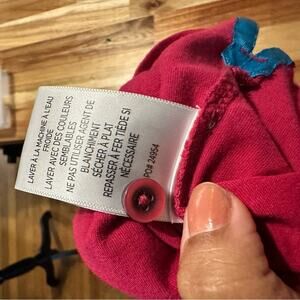 LAVER À LA MACHINE À L'EAU
FROIDE
LAVER AVEC DES COULEURS
SEMBLABLES
NE PAS UTILISER AGENT DE
BLANCHIMENT
SÉCHER À PLAT
REPASSER À FER TIÈDE SI
NÉCESSAIRE
PO# 24954